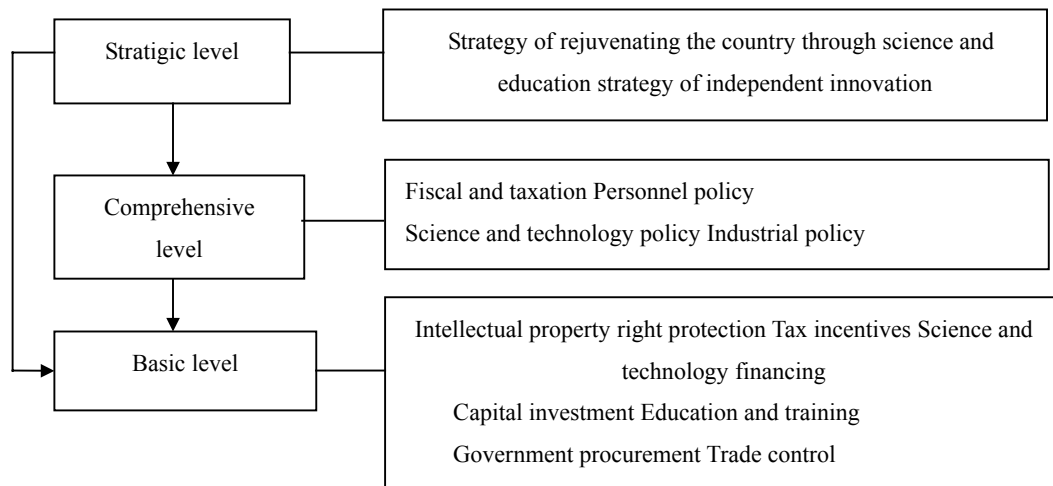 Stratigic level
Strategy of rejuvenating the country through science and
education strategy of independent innovation
Comprehensive
level
Fiscal and taxation Personnel policy
Science and technology policy Industrial policy
Basic level
Intellectual property right protection Tax incentives Science and
technology financing
Capital investment Education and training
Government procurement Trade control